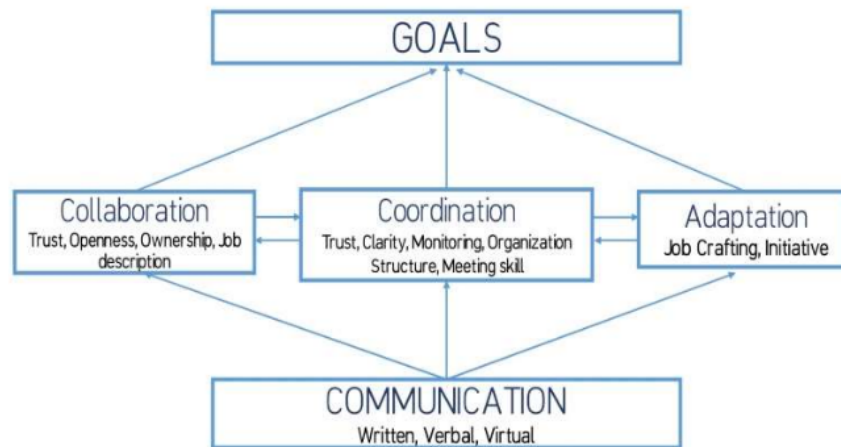 GOALS
Collaboration
Trust, Openness, Ownership, Job
description
Coordination
Trust, Clarity, Monitoring, Organization
Structure, Meeting skill
Adaptation
Job Crafting, Initiative
COMMUNICATION
Written, Verbal, Virtual